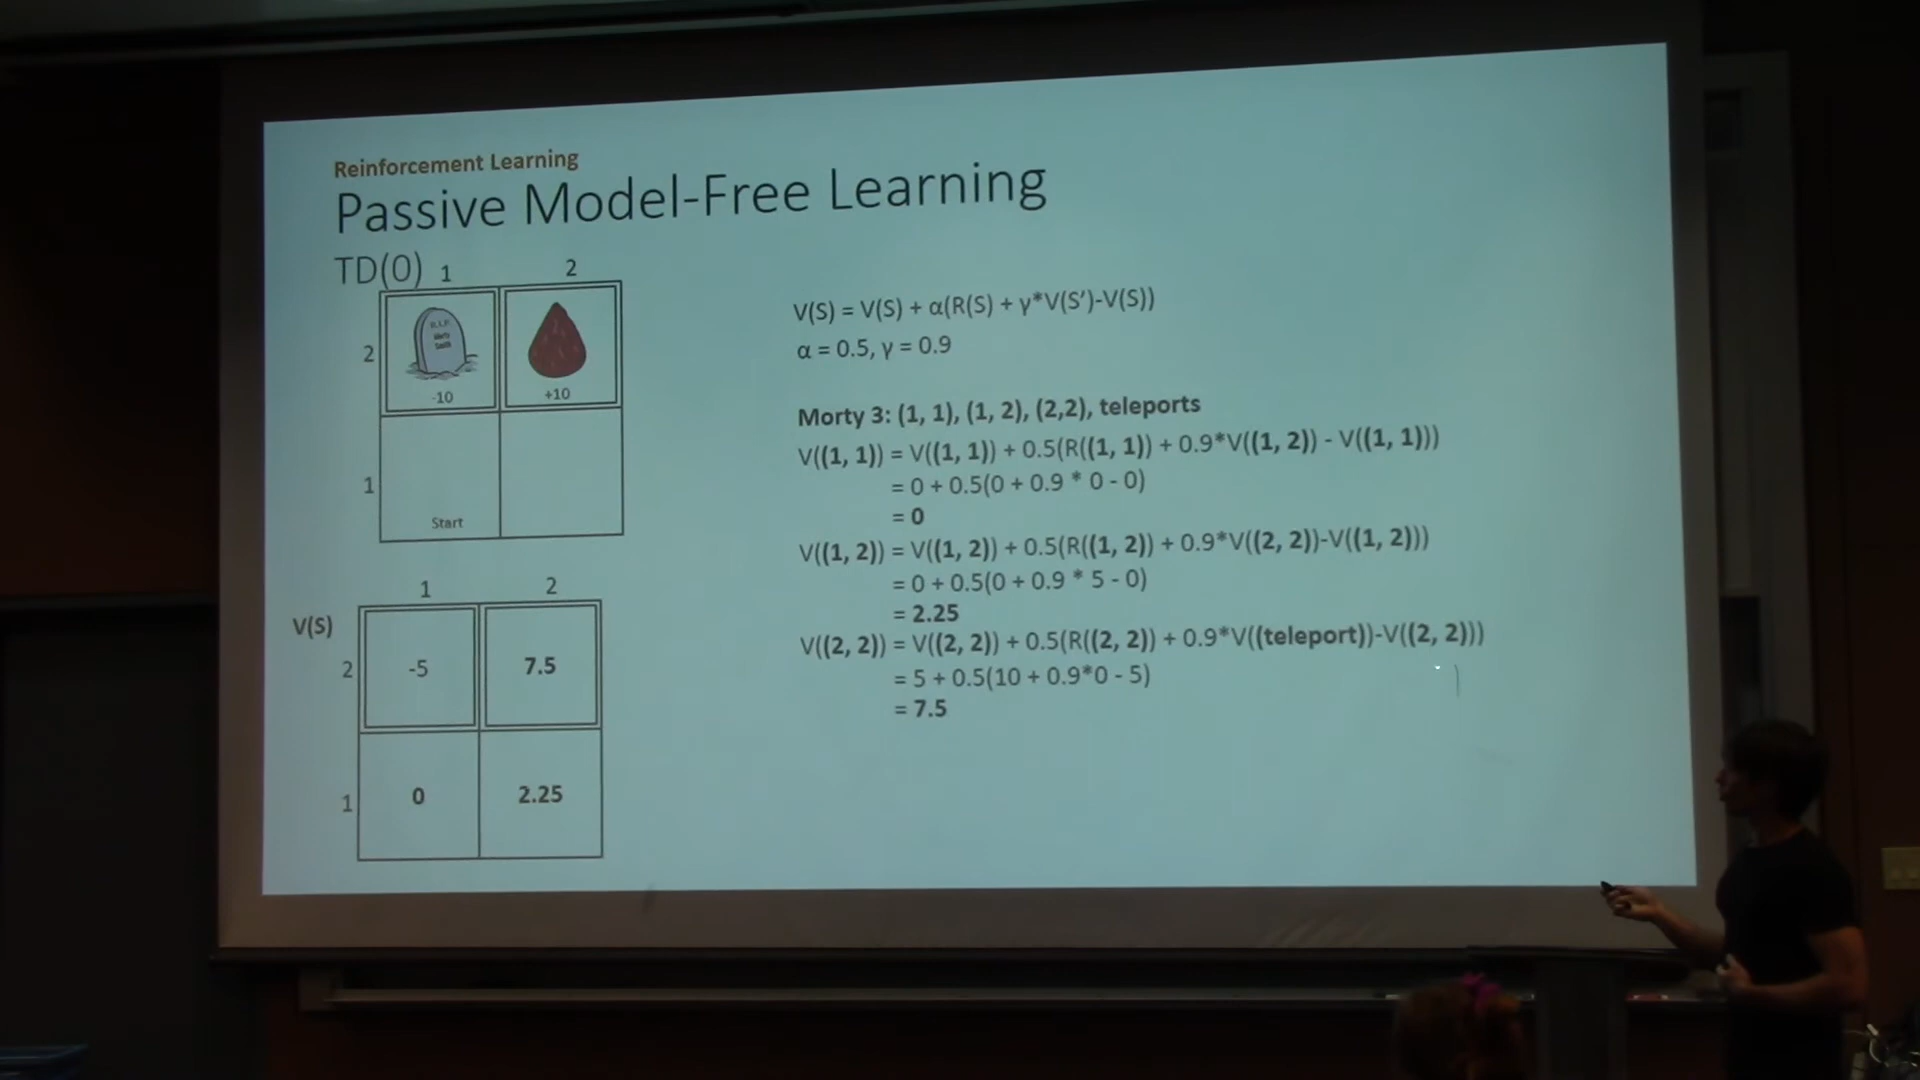 Reinforcement Learning
Passive Model-Free Learning
TD(0)
1 2
2
R.I.P.
Morty
Smith
-10
+10
1
Start
V(S) = V(S) + α(R(S) + γ*V(S’)-V(S))
α = 0.5, γ = 0.9
Morty 3: (1, 1), (1, 2), (2,2), teleports
V((1, 1)) = V((1, 1)) + 0.5(R((1, 1)) + 0.9*V((1, 2)) - V((1, 1)))
= 0 + 0.5(0 + 0.9 * 0 - 0)
= 0
V((1, 2)) = V((1, 2)) + 0.5(R((1, 2)) + 0.9*V((2, 2))-V((1, 2)))
= 0 + 0.5(0 + 0.9 * 5 - 0)
= 2.25
V((2, 2)) = V((2, 2)) + 0.5(R((2, 2)) + 0.9*V((teleport))-V((2, 2)))
= 5 + 0.5(10 + 0.9*0 - 5)
= 7.5
1 2
V(S)
2 -5 7.5
1 0 2.25